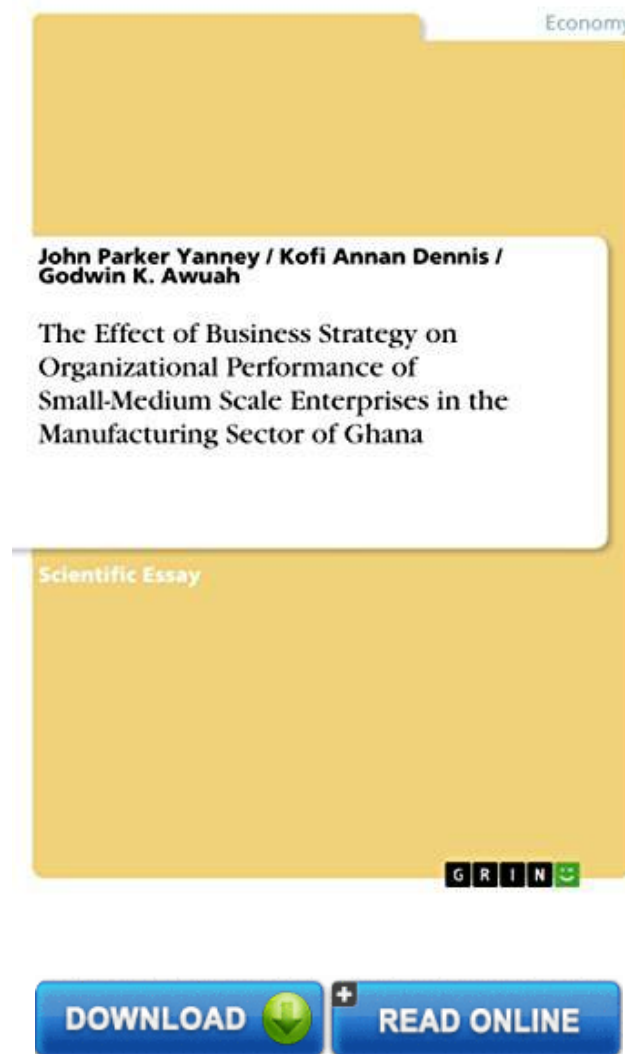 Economy
John Parker Yanney / Kofi Annan Dennis /
Godwin K. Awuah
The Effect of Business Strategy on
Organizational Performance of
Small-Medium Scale Enterprises in the
Manufacturing Sector of Ghana
Scientific Essay
GRIN
DOWNLOAD
READ ONLINE